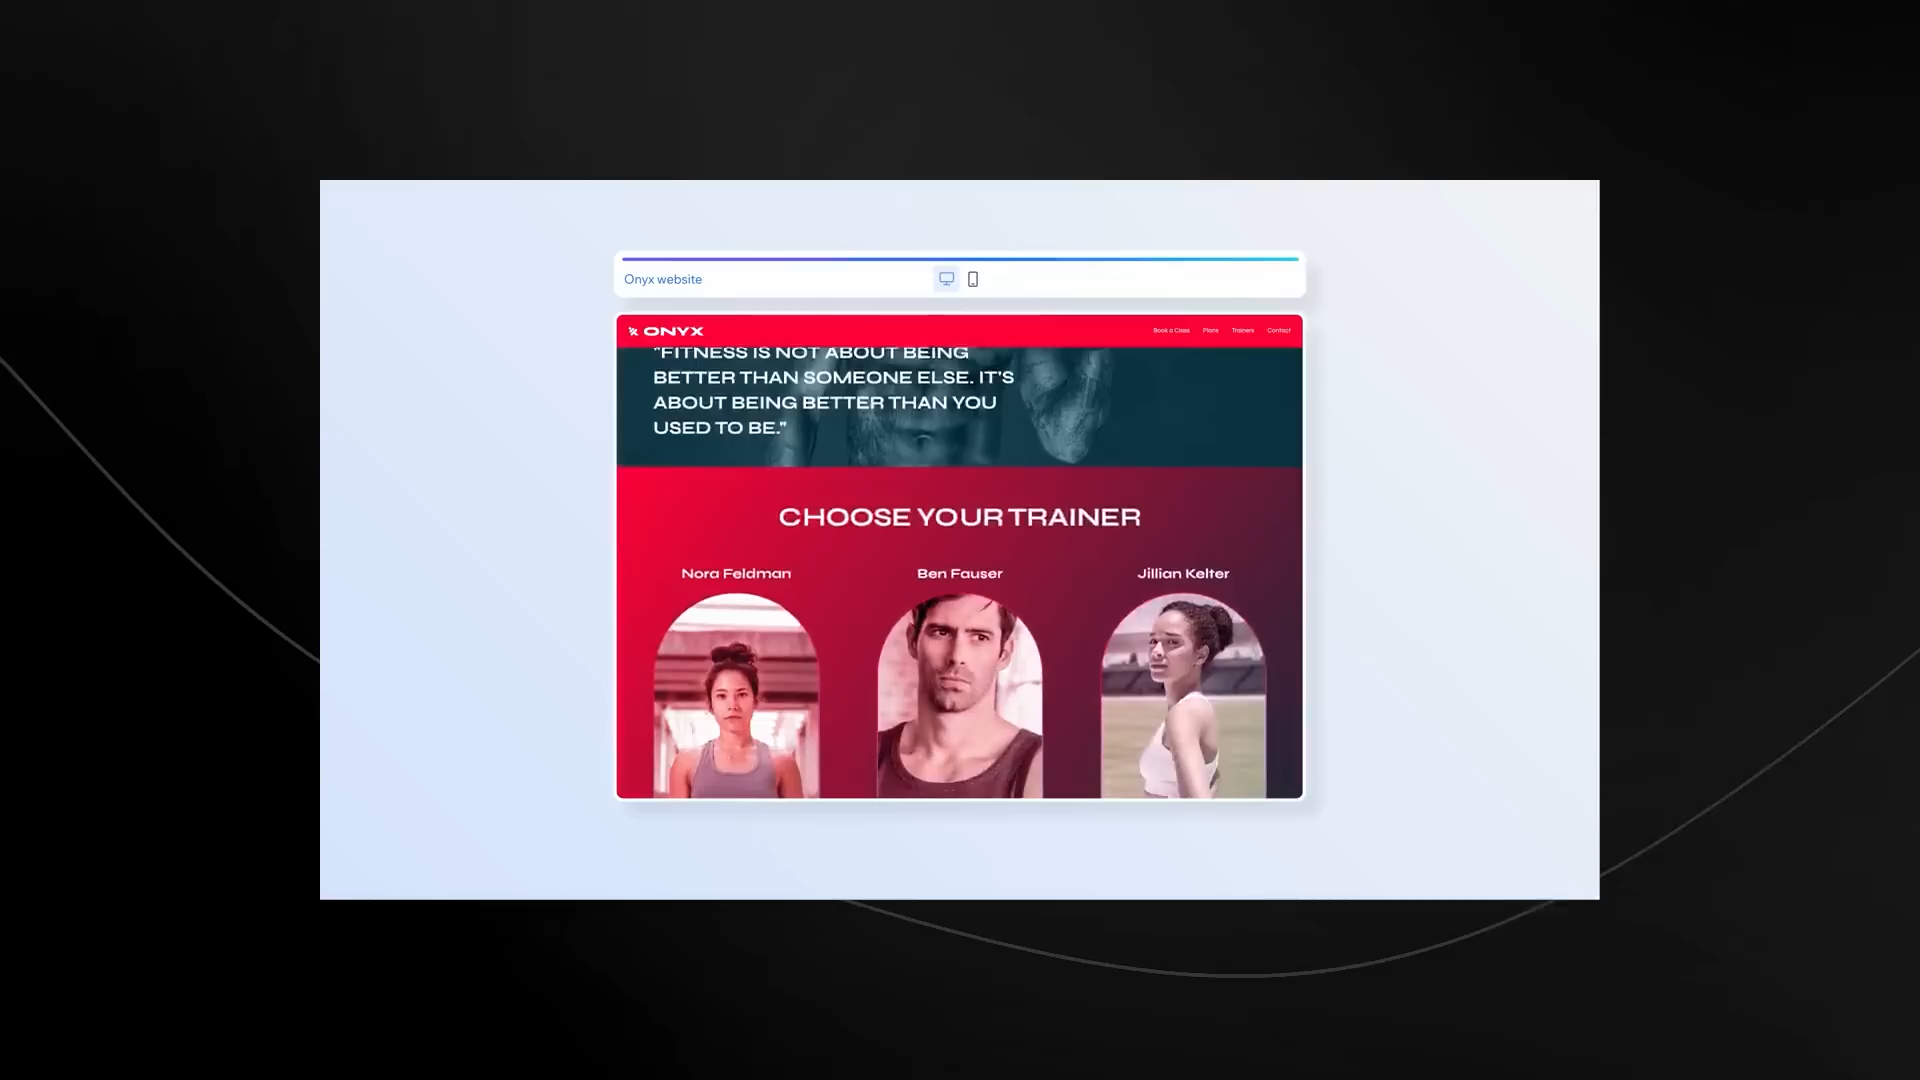 Onyx website
ONYX
Book a Class Plans Trainers Contact
"FITNESS IS NOT ABOUT BEING
BETTER THAN SOMEONE ELSE. IT'S
ABOUT BEING BETTER THAN YOU
USED TO BE."
CHOOSE YOUR TRAINER
Nora Feldman Ben Fauser Jillian Kelter